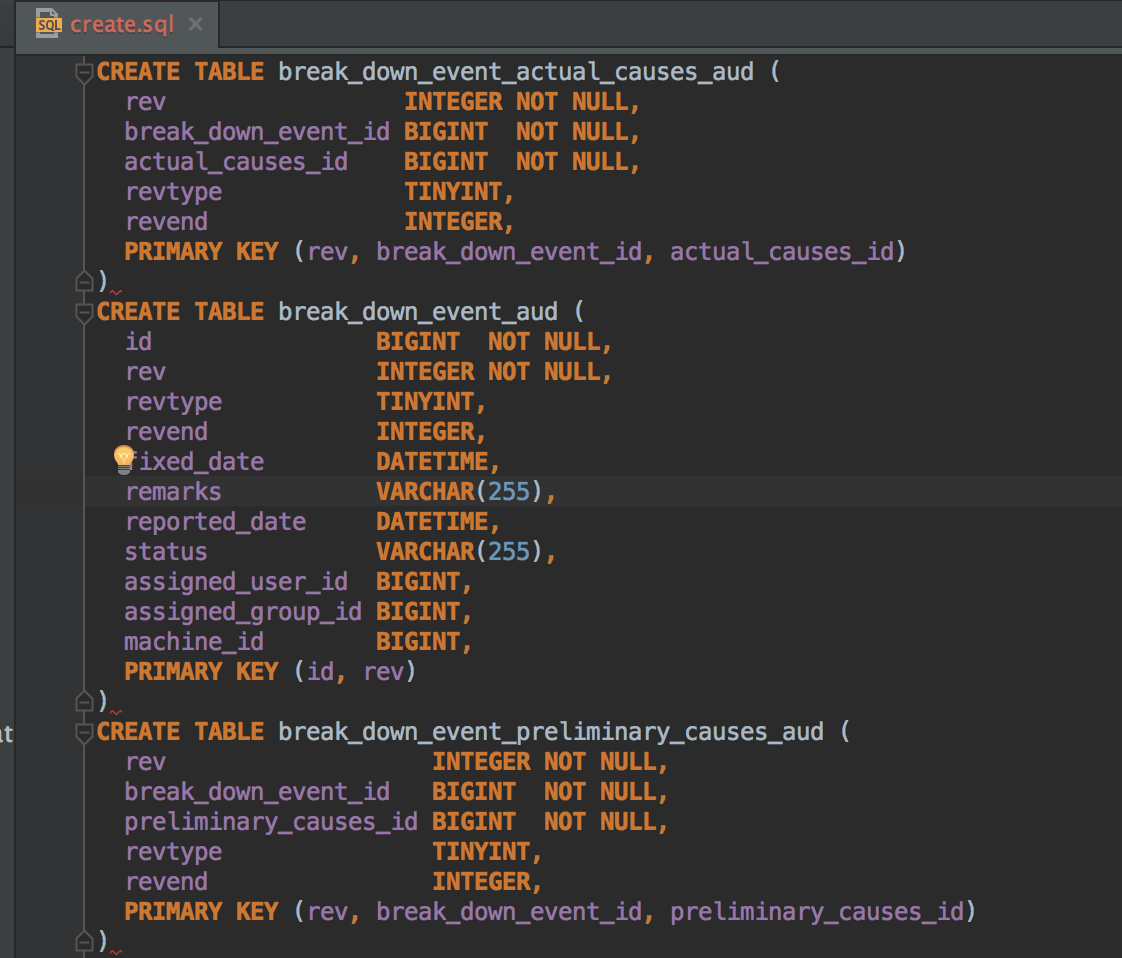 SQL create.sql ×
CREATE TABLE break_down_event_actual_causes_aud (
  rev                 INTEGER NOT NULL,
  break_down_event_id BIGINT  NOT NULL,
  actual_causes_id    BIGINT  NOT NULL,
  revtype             TINYINT,
  revend              INTEGER,
  PRIMARY KEY (rev, break_down_event_id, actual_causes_id)
)
CREATE TABLE break_down_event_aud (
  id                BIGINT  NOT NULL,
  rev               INTEGER NOT NULL,
  revtype           TINYINT,
  revend            INTEGER,
  fixed_date        DATETIME,
  remarks           VARCHAR(255),
  reported_date     DATETIME,
  status            VARCHAR(255),
  assigned_user_id  BIGINT,
  assigned_group_id BIGINT,
  machine_id        BIGINT,
  PRIMARY KEY (id, rev)
)
at
CREATE TABLE break_down_event_preliminary_causes_aud (
  rev                   INTEGER NOT NULL,
  break_down_event_id   BIGINT  NOT NULL,
  preliminary_causes_id BIGINT  NOT NULL,
  revtype               TINYINT,
  revend                INTEGER,
  PRIMARY KEY (rev, break_down_event_id, preliminary_causes_id)
)